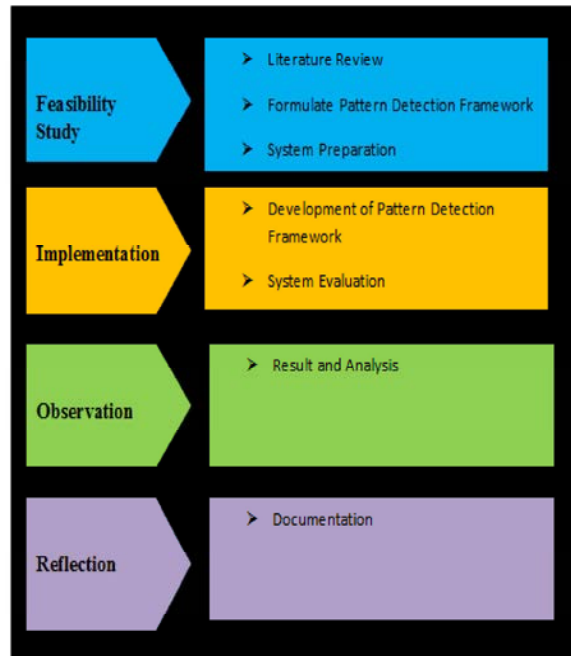 Feasibility
Study
➢ Literature Review
➢ Formulate Pattern Detection Framework
➢ System Preparation
Implementation
➢ Development of Pattern Detection
Framework
➢ System Evaluation
Observation
➢ Result and Analysis
Reflection
➢ Documentation